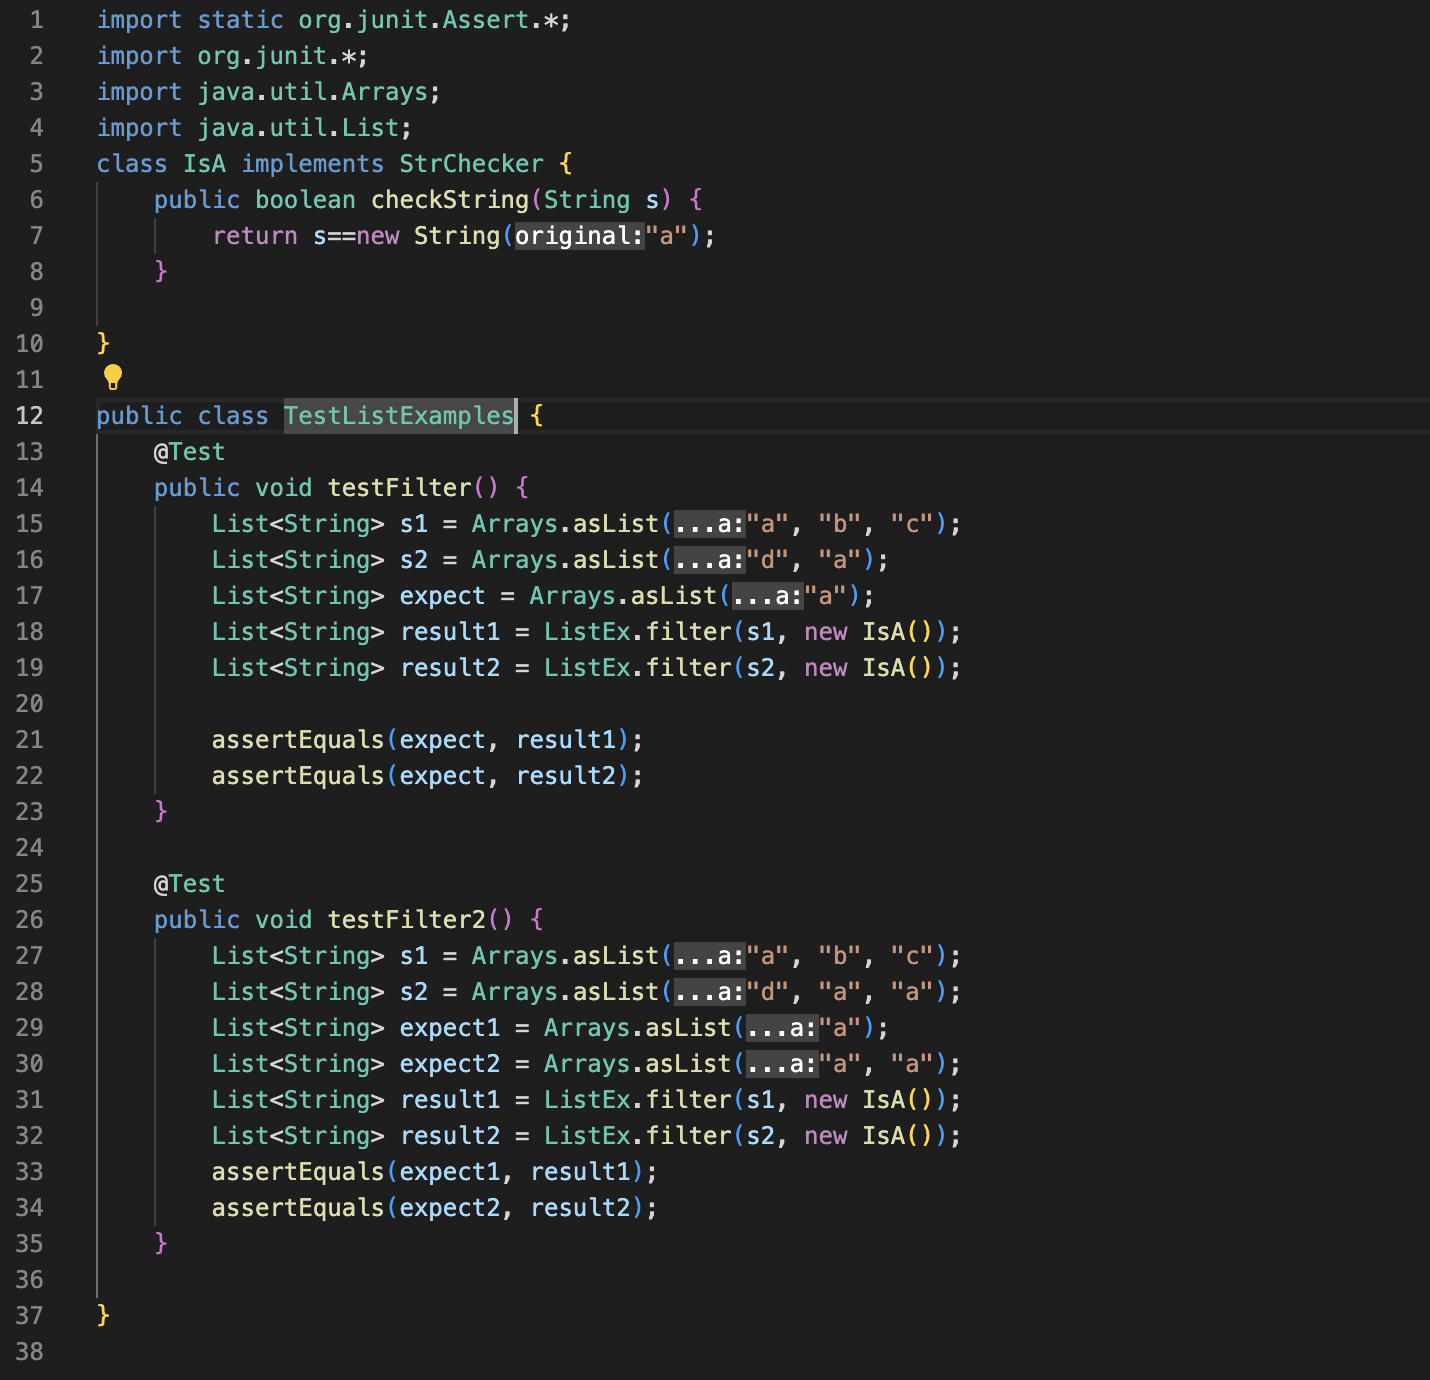 1 import static org.junit.Assert.*;
2 import org.junit.*;
3 import java.util.Arrays;
4 import java.util.List;
5 class IsA implements StrChecker {
6     public boolean checkString(String s) {
7         return s==new String(original:"a");
8     }
9
10 }
11
12 public class TestListExamples {
13     @Test
14     public void testFilter() {
15         List<String> s1 = Arrays.asList(...a:"a", "b", "c");
16         List<String> s2 = Arrays.asList(...a:"d", "a");
17         List<String> expect = Arrays.asList(...a:"a");
18         List<String> result1 = ListEx.filter(s1, new IsA());
19         List<String> result2 = ListEx.filter(s2, new IsA());
20
21         assertEquals(expect, result1);
22         assertEquals(expect, result2);
23     }
24
25     @Test
26     public void testFilter2() {
27         List<String> s1 = Arrays.asList(...a:"a", "b", "c");
28         List<String> s2 = Arrays.asList(...a:"d", "a", "a");
29         List<String> expect1 = Arrays.asList(...a:"a");
30         List<String> expect2 = Arrays.asList(...a:"a", "a");
31         List<String> result1 = ListEx.filter(s1, new IsA());
32         List<String> result2 = ListEx.filter(s2, new IsA());
33         assertEquals(expect1, result1);
34         assertEquals(expect2, result2);
35     }
36
37 }
38